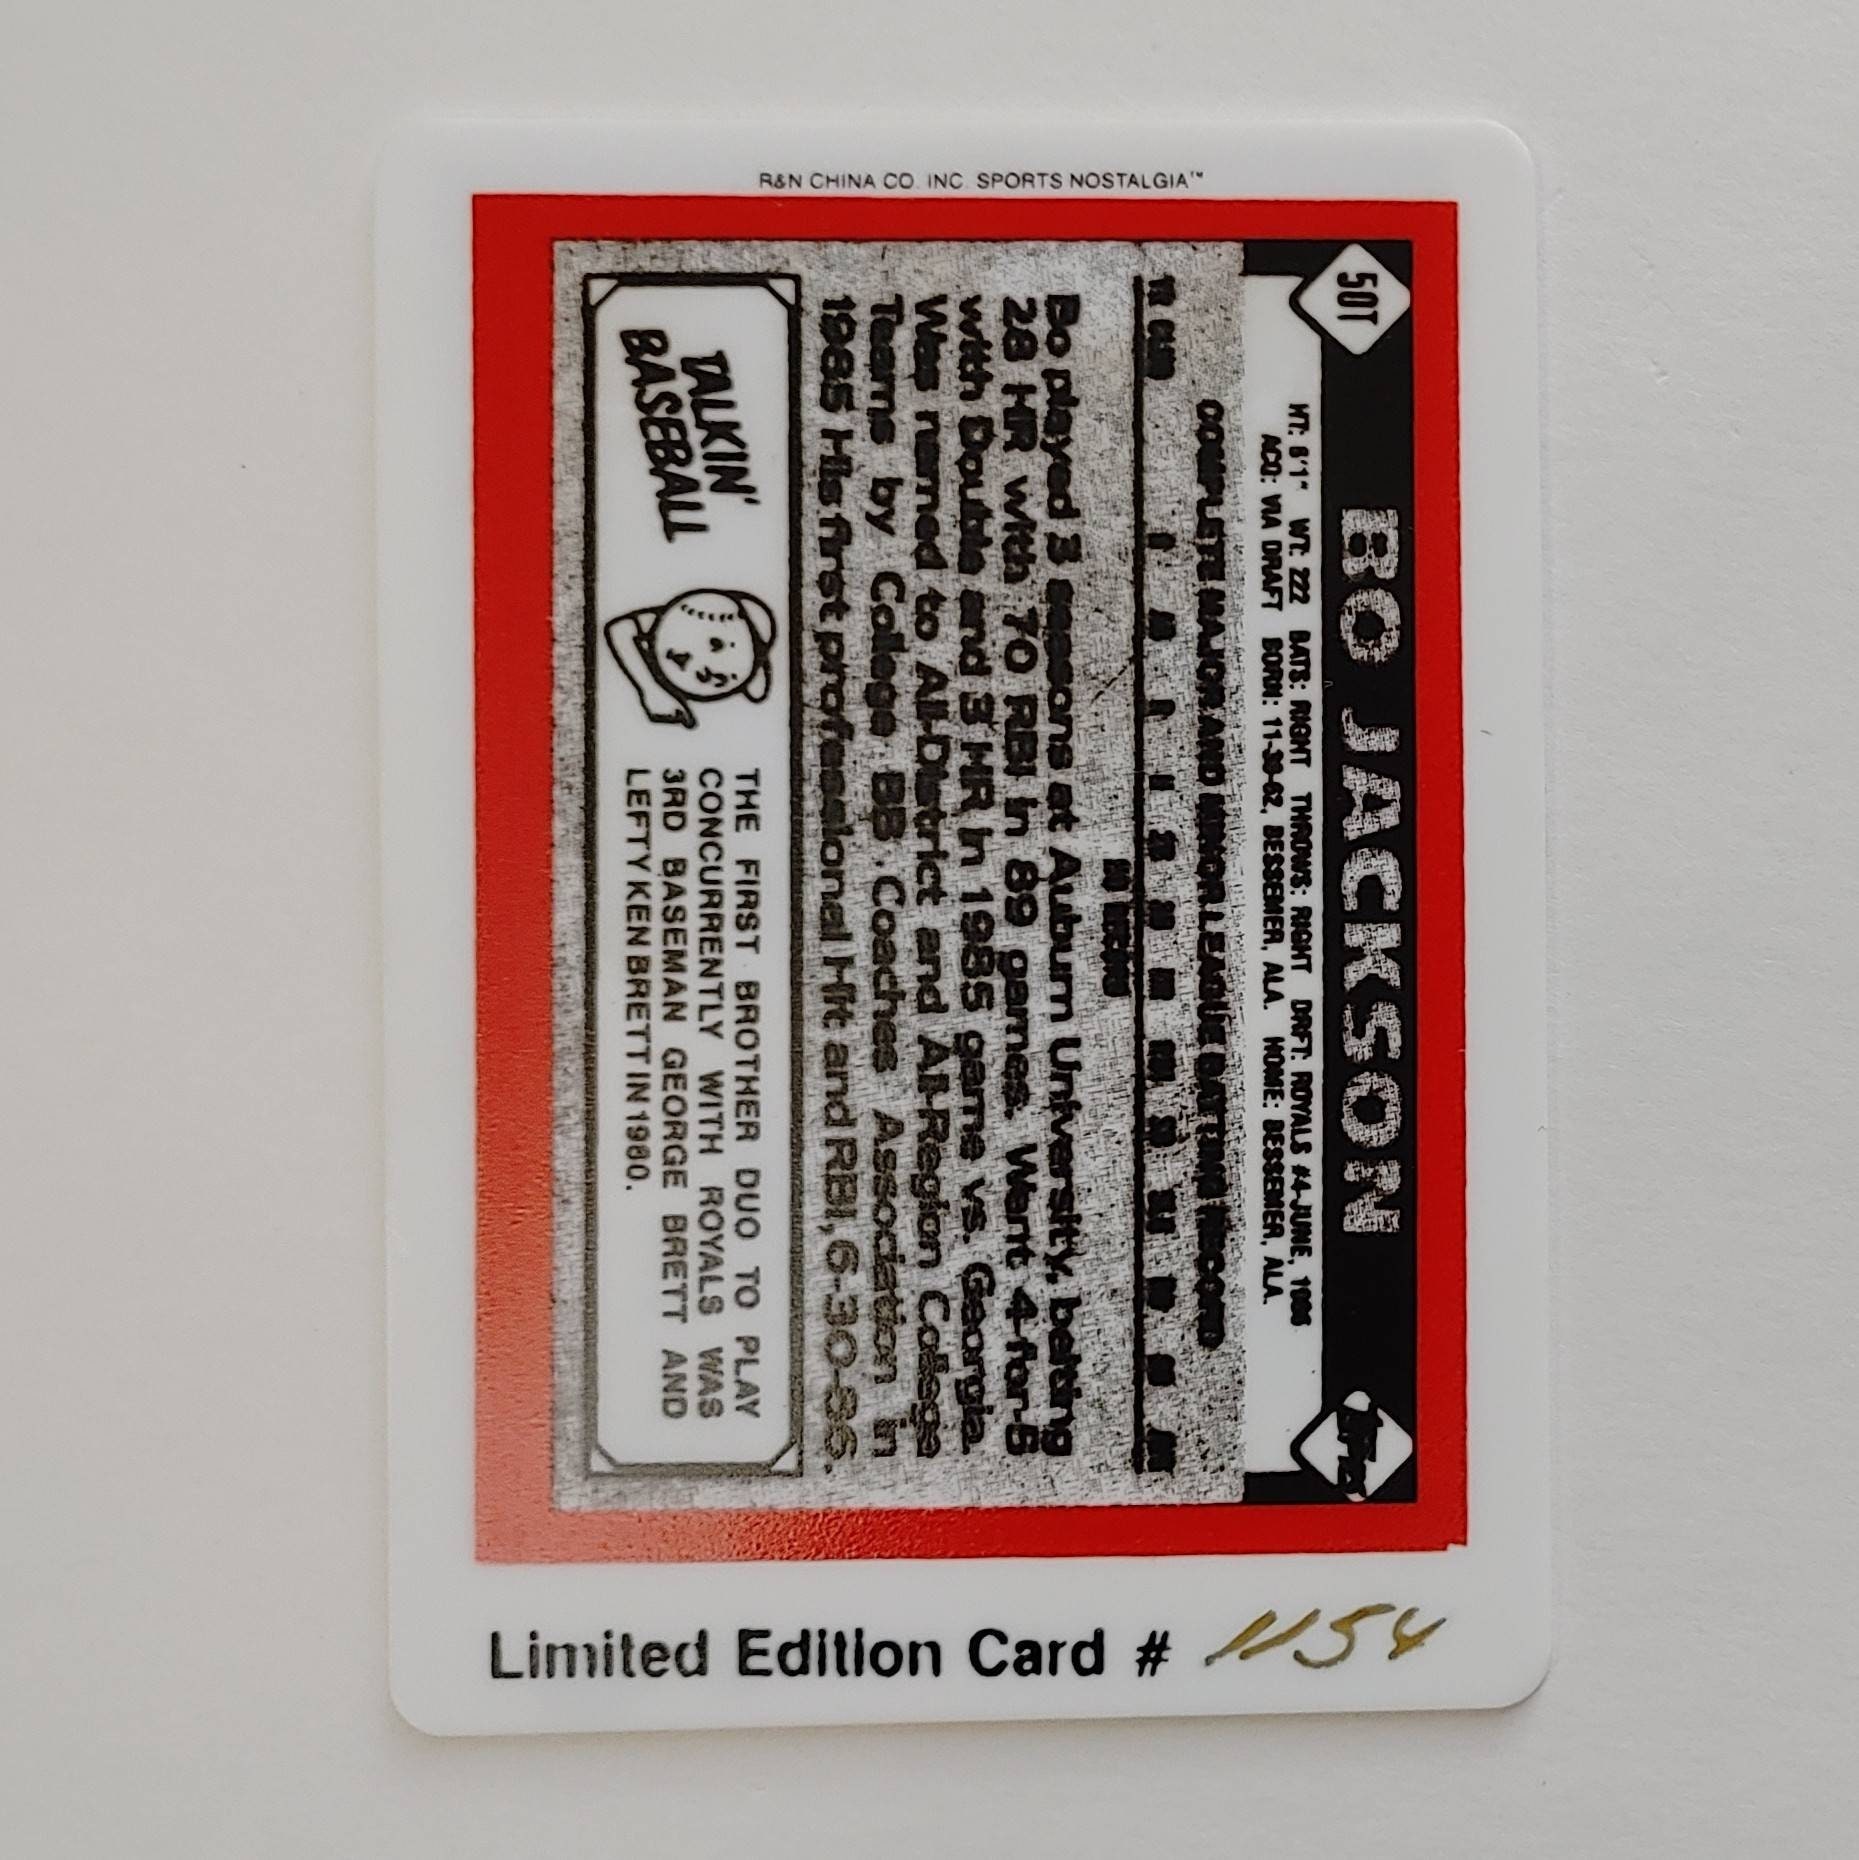 R&N CHINA CO. INC. SPORTS NOSTALGIA™
50T
BO JACKSON
HT: 6'1" WT: 222 BATS: RIGHT THROWS: RIGHT DRFT: ROYALS #4-JUNE, 1986
ACQ: VIA DRAFT BORN: 11-30-62, BESSEMER, ALA. HOME: BESSEMER, ALA.
COMPLETE MAJOR AND MINOR LEAGUE BATTING RECORD
YR CLUB
Bo played 3 seasons at Auburn University, belting
28 HR with 70 RBI in 89 games. Went 4-for-5
with Double and 3 HR in 1985 game vs. Georgia.
Was named to All-District and All-Region College
Teams by College BB. Coaches Association in
1985 His first professional Hit and RBI, 6-30-86.
TALKIN'
BASEBALL
THE FIRST BROTHER DUO TO PLAY
CONCURRENTLY WITH ROYALS WAS
3RD BASEMAN GEORGE BRETT AND
LEFTY KEN BRETT IN 1980.
Limited Edition Card # 1154